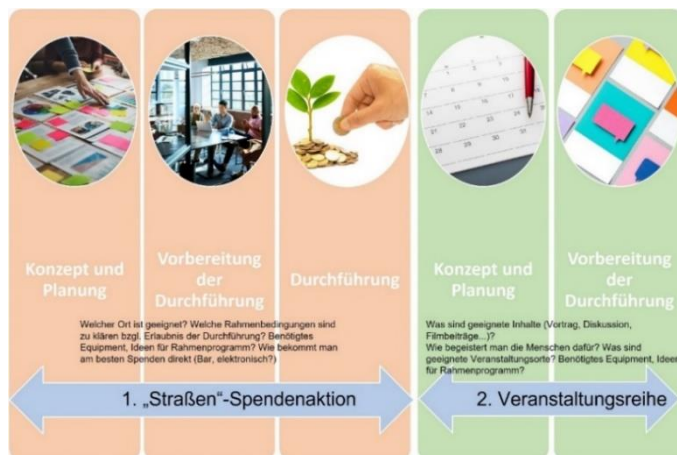 Konzept und
Planung
Vorbereitung
der
Durchführung
Durchführung
Konzept und
Planung
Vorbereitung
der
Durchführung
Welcher Ort ist geeignet? Welche Rahmenbedingungen sind
zu klären bzgl. Erlaubnis der Durchführung? Benötigtes
Equipment, Ideen für Rahmenprogramm? Wie bekommt man
am besten Spenden direkt (Bar, elektronisch?)
Was sind geeignete Inhalte (Vortrag, Diskussion,
Filmbeiträge...)?
Wie begeistert man die Menschen dafür? Was sind
geeignete Veranstaltungsorte? Benötigtes Equipment, Ideen
für Rahmenprogramm?
1. „Straßen“-Spendenaktion
2. Veranstaltungsreihe